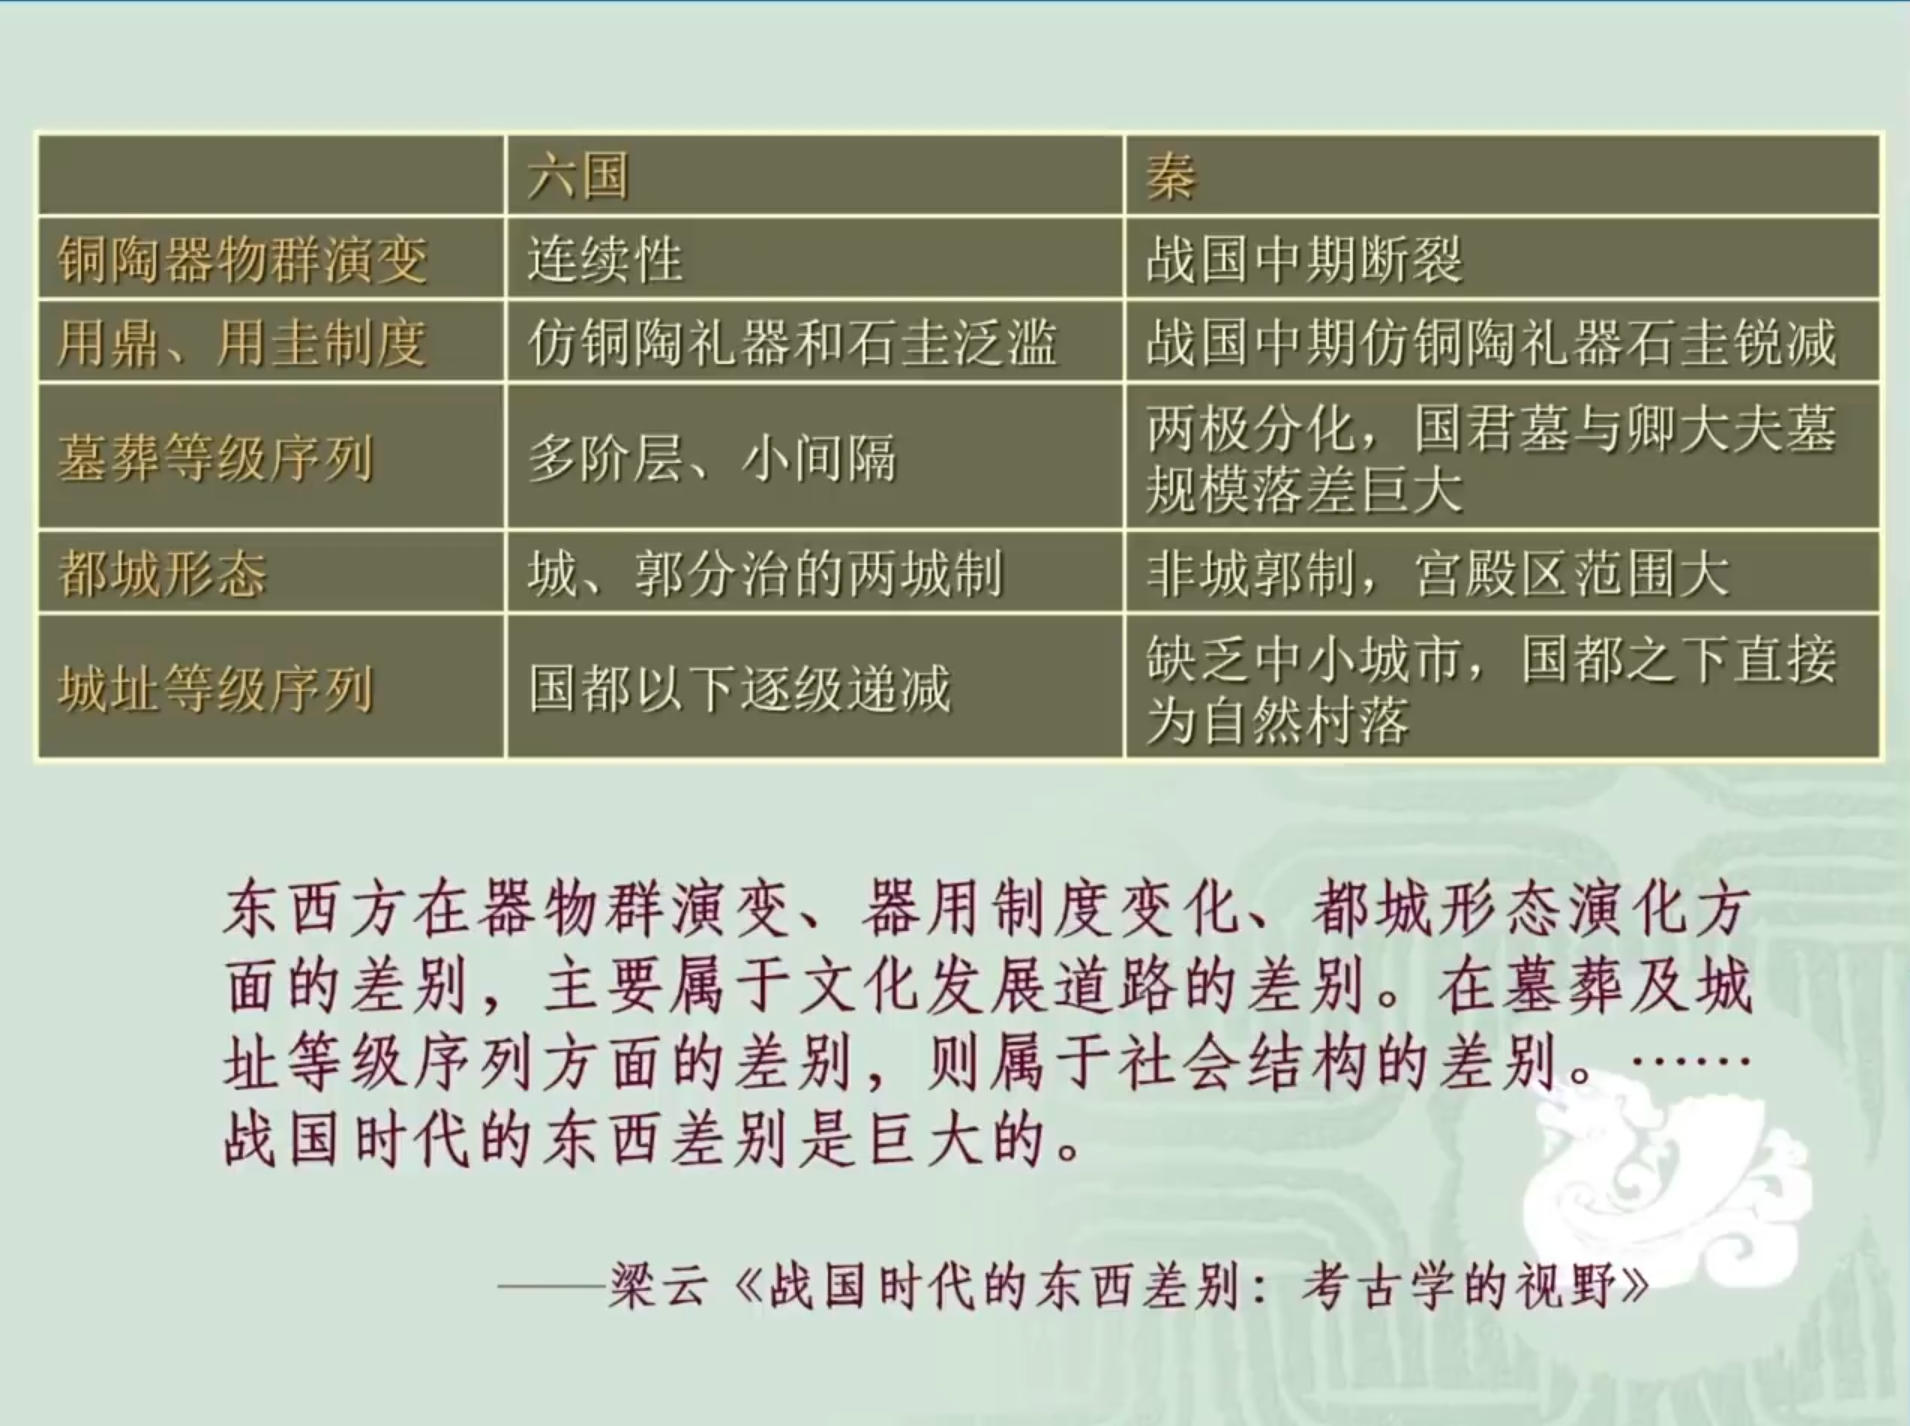 六国 秦
铜陶器物群演变 连续性 战国中期断裂
用鼎、用圭制度 仿铜陶礼器和石圭泛滥 战国中期仿铜陶礼器石圭锐减
墓葬等级序列 多阶层、小间隔 两极分化，国君墓与卿大夫墓
规模落差巨大
都城形态 城、郭分治的两城制 非城郭制，宫殿区范围大
城址等级序列 国都以下逐级递减 缺乏中小城市，国都之下直接
为自然村落
东西方在器物群演变、器用制度变化、都城形态演化方
面的差别，主要属于文化发展道路的差别。在墓葬及城
址等级序列方面的差别，则属于社会结构的差别。……
战国时代的东西差别是巨大的。
——梁云《战国时代的东西差别：考古学的视野》